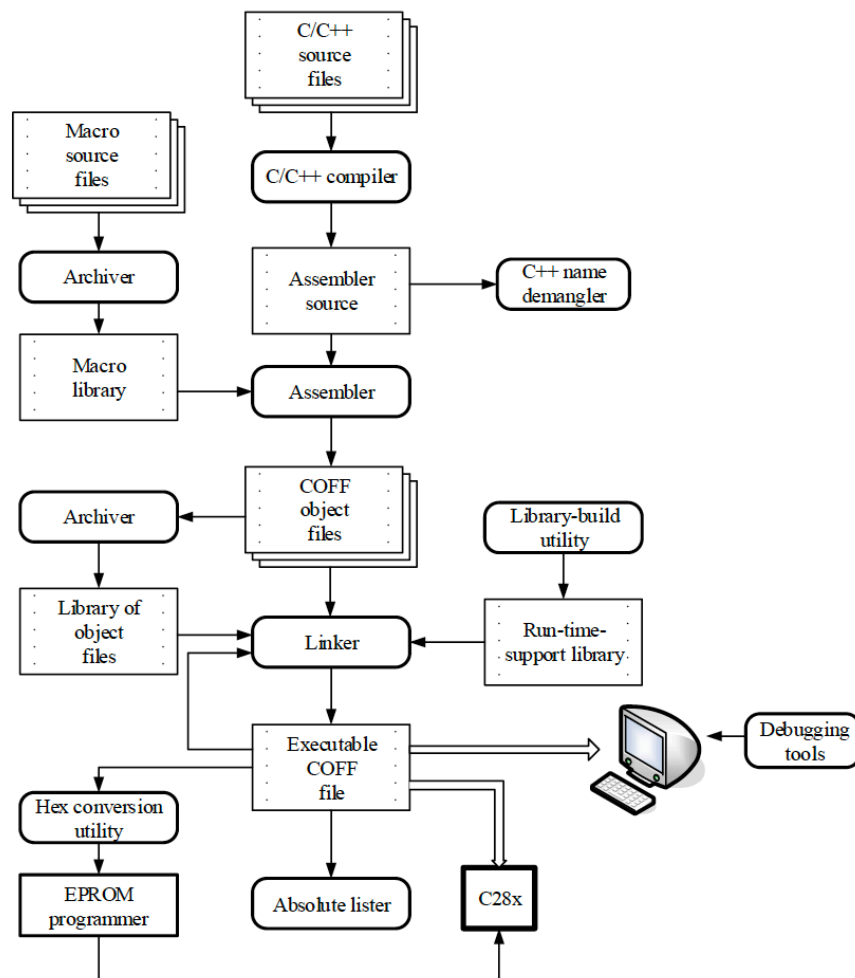 C/C++
source
files
Macro
source
files
C/C++ compiler
Archiver
Assembler
source
C++ name
demangler
Macro
library
Assembler
COFF
object
files
Archiver
Library-build
utility
Library of
object
files
Linker
Run-time-
support library
Executable
COFF
file
Debugging
tools
Hex conversion
utility
EPROM
programmer
Absolute lister
C28x